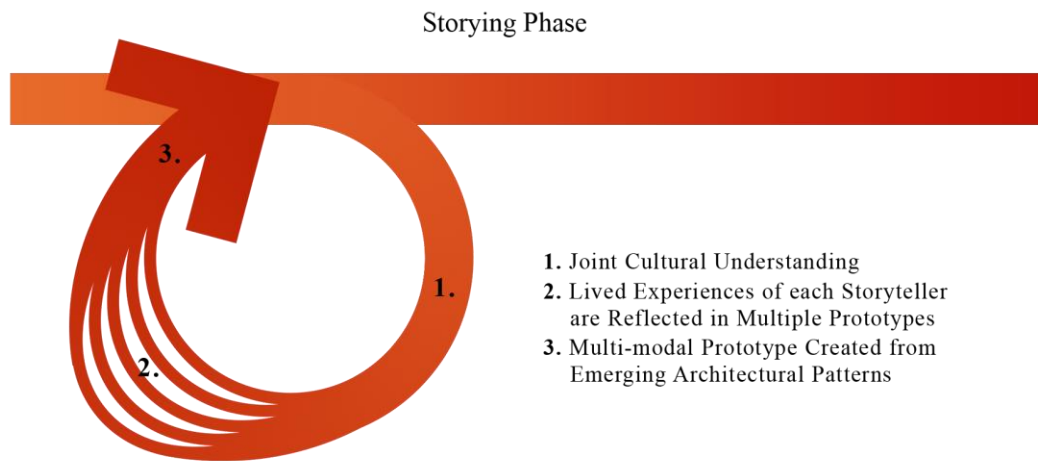 Storying Phase
3.
1.
2.
1. Joint Cultural Understanding
2. Lived Experiences of each Storyteller
are Reflected in Multiple Prototypes
3. Multi-modal Prototype Created from
Emerging Architectural Patterns